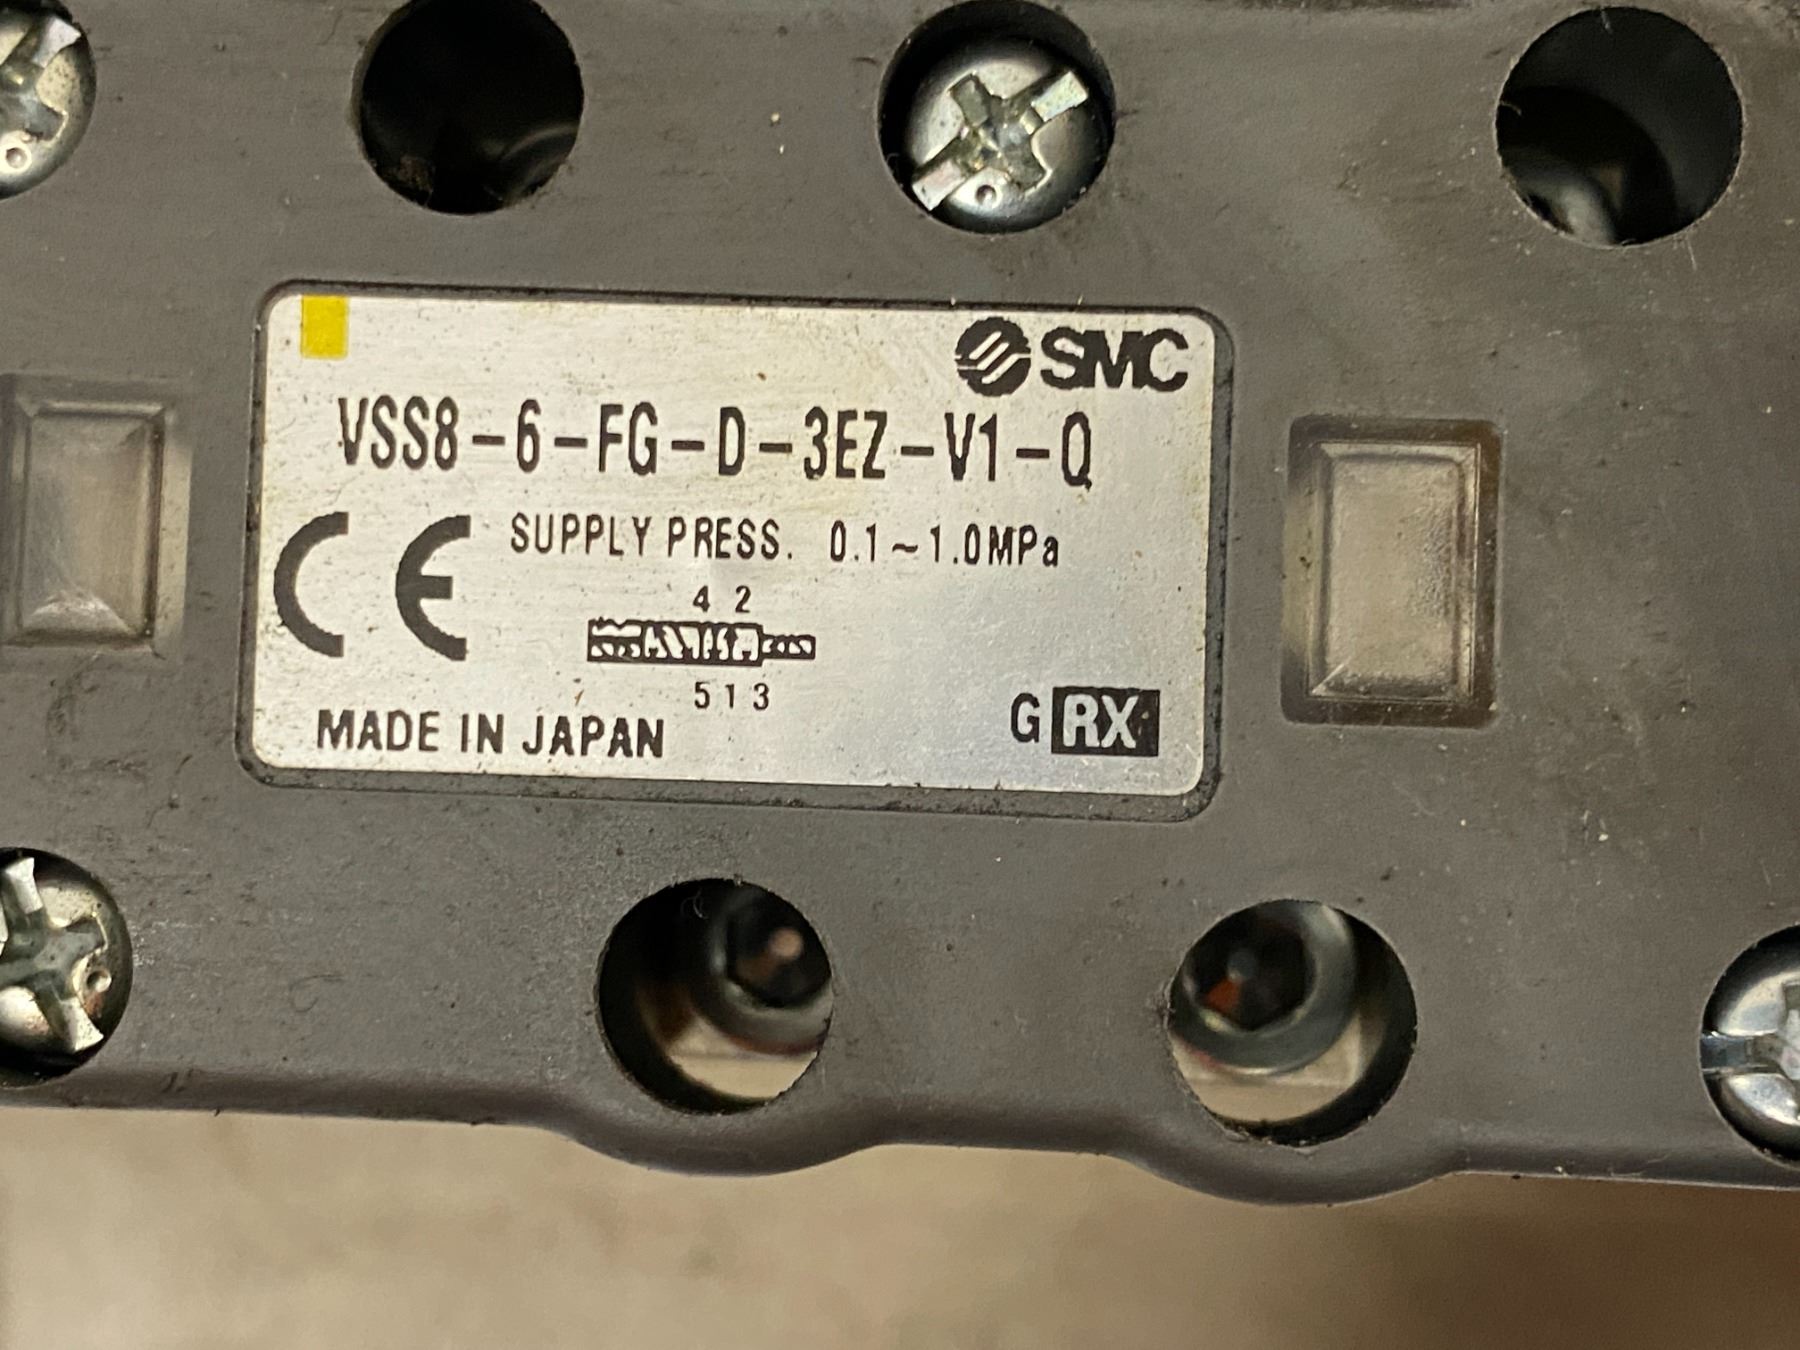 SMC
VSS8-6-FG-D-3EZ-V1-Q
CE SUPPLY PRESS. 0.1~1.0MPa
4 2
5 1 3
MADE IN JAPAN
G RX